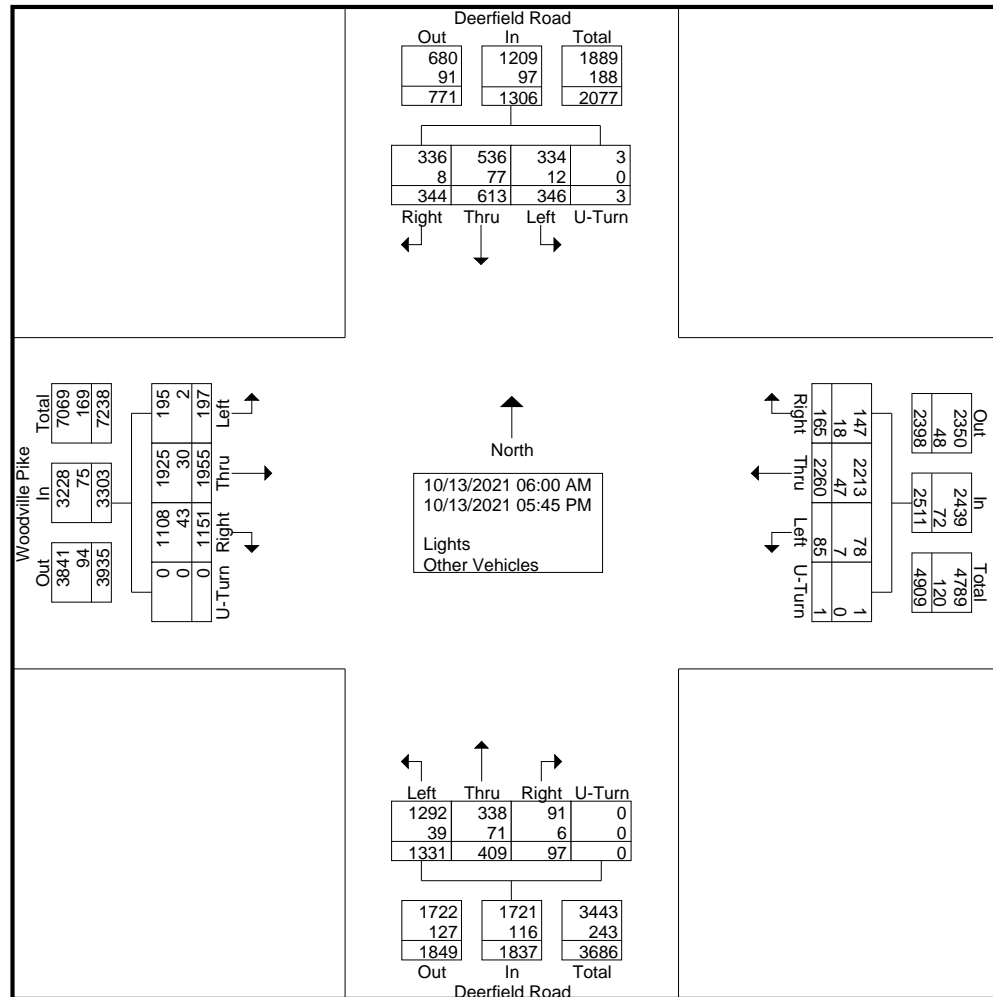 Deerfield Road
Out In Total
680 1209 1889
91 97 188
771 1306 2077
336 536 334 3
8 77 12 0
344 613 346 3
Right Thru Left U-Turn
Woodville Pike
Total
7069
169
7238
In
3228
75
3303
Out
3841
94
3935
195
2
197
Left
1925
30
1955
Thru
1108
43
1151
Right
0
0
0
U-Turn
North
10/13/2021 06:00 AM
10/13/2021 05:45 PM
Lights
Other Vehicles
Right
147
18
165
Thru
2213
47
2260
Left
78
7
85
U-Turn
1
0
1
Out
2350
48
2398
In
2439
72
2511
Total
4789
120
4909
Left Thru Right U-Turn
1292 338 91 0
39 71 6 0
1331 409 97 0
1722 1721 3443
127 116 243
1849 1837 3686
Out In Total
Deerfield Road